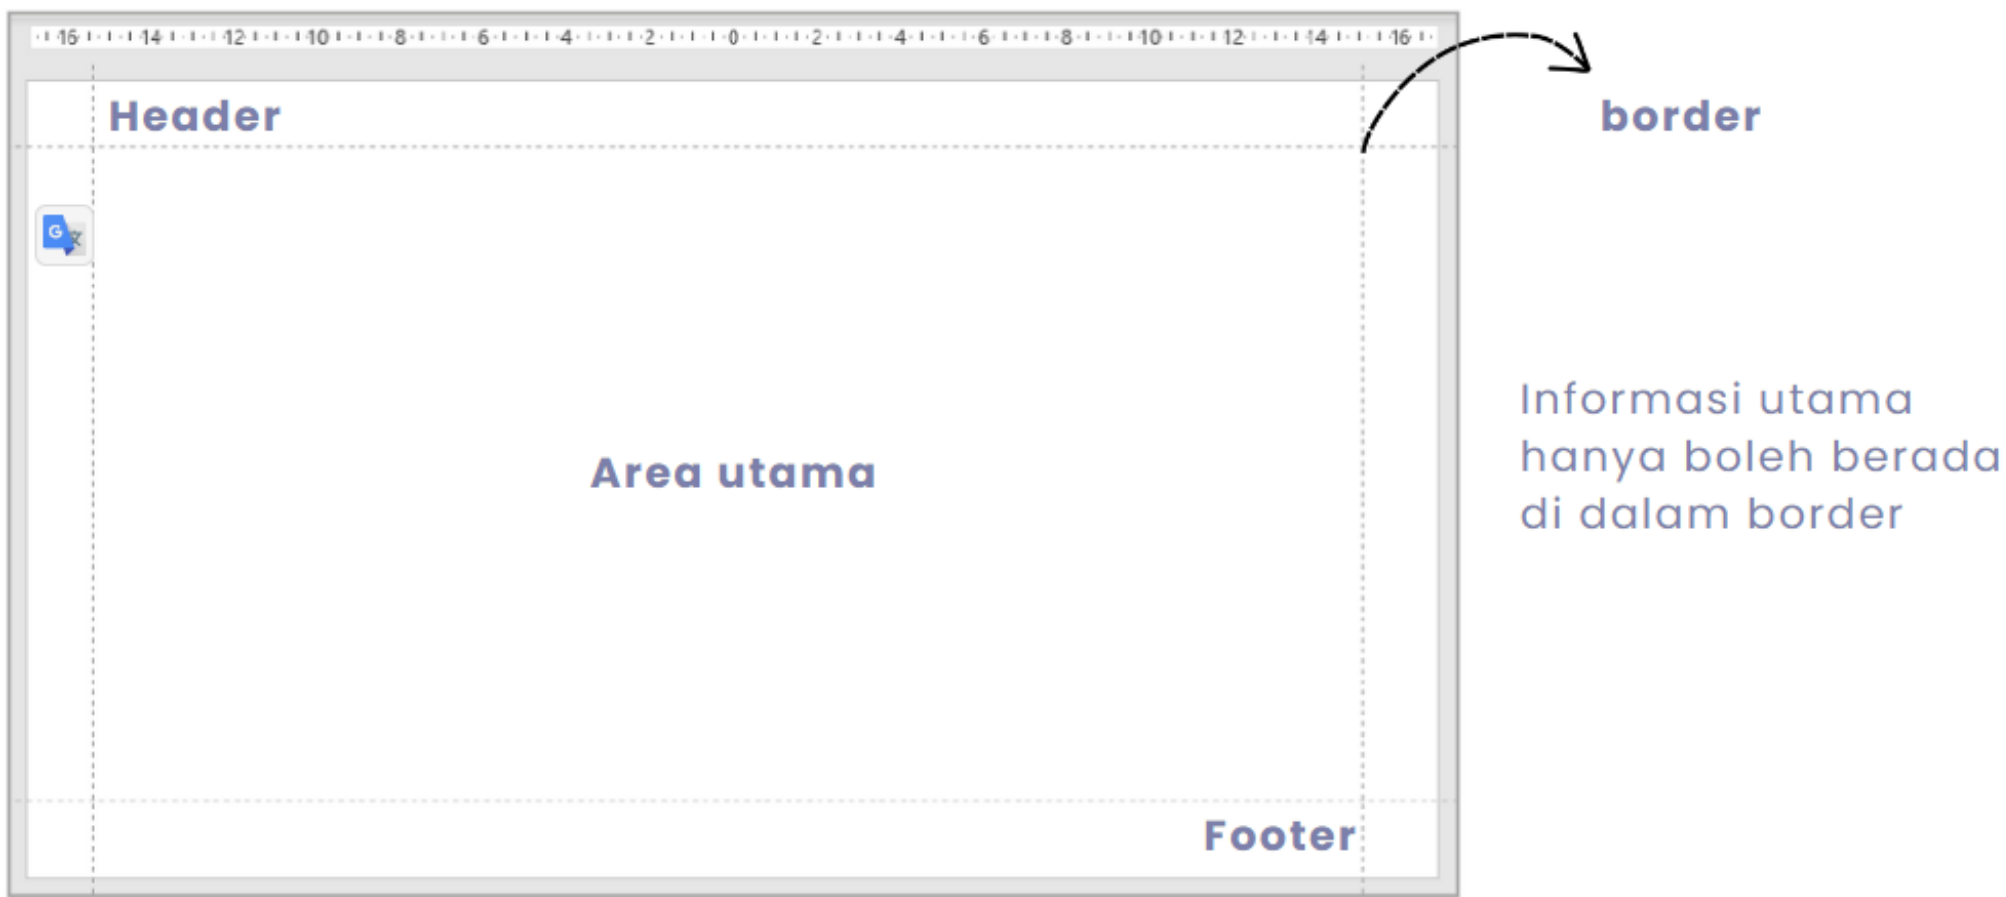 16 14 12 10 8 6 4 2 0 2 4 6 8 10 12 14 16
Header
border
G 文
Informasi utama
hanya boleh berada
di dalam border
Area utama
Footer